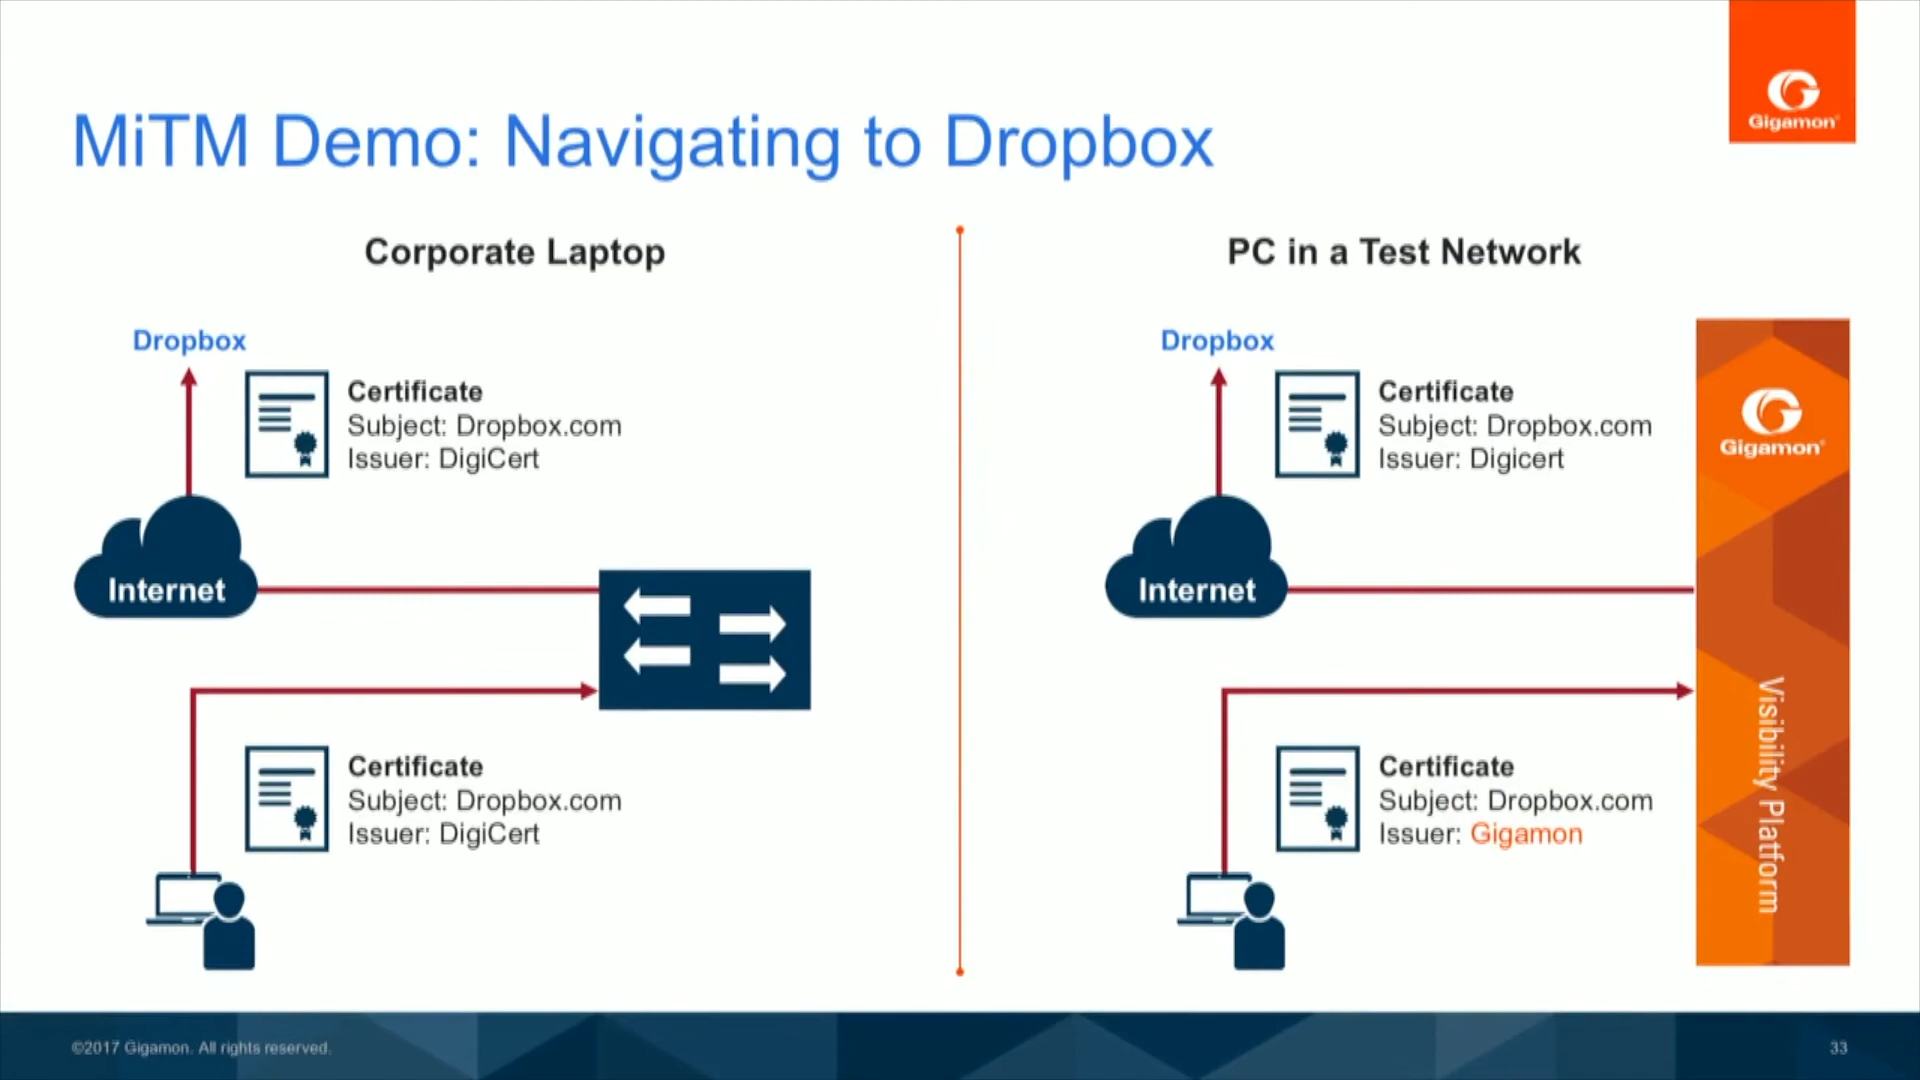 Gigamon®
MiTM Demo: Navigating to Dropbox
Corporate Laptop
Dropbox
Certificate
Subject: Dropbox.com
Issuer: DigiCert
Internet
Certificate
Subject: Dropbox.com
Issuer: DigiCert
PC in a Test Network
Dropbox
Certificate
Subject: Dropbox.com
Issuer: Digicert
Internet
Certificate
Subject: Dropbox.com
Issuer: Gigamon
Gigamon®
Visibility Platform
©2017 Gigamon. All rights reserved.
33